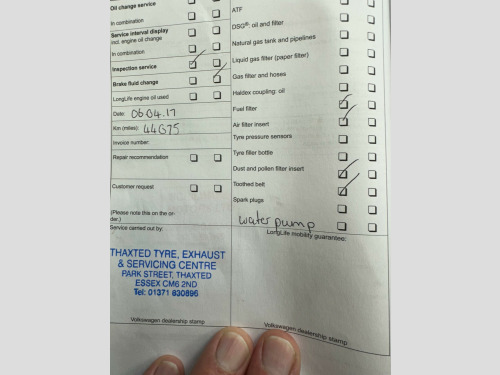 Oil change service
In combination
Service interval display
incl. engine oil change
In combination
Inspection service
Brake fluid change
LongLife engine oil used
Date: 06.04.17
Km (miles): 44675
Invoice number:
Repair recommendation
Customer request
(Please note this on the or-
der.)
Service carried out by:
THAXTED TYRE, EXHAUST
& SERVICING CENTRE
PARK STREET, THAXTED
ESSEX CM6 2ND
Tel: 01371 830896
Volkswagen dealership stamp
ATF
DSG®: oil and filter
Natural gas tank and pipelines
Liquid gas filter (paper filter)
Gas filter and hoses
Haldex coupling: oil
Fuel filter
Air filter insert
Tyre pressure sensors
Tyre filler bottle
Dust and pollen filter insert
Toothed belt
Spark plugs
water pump
LongLife mobility guarantee:
Volkswagen dealership stamp